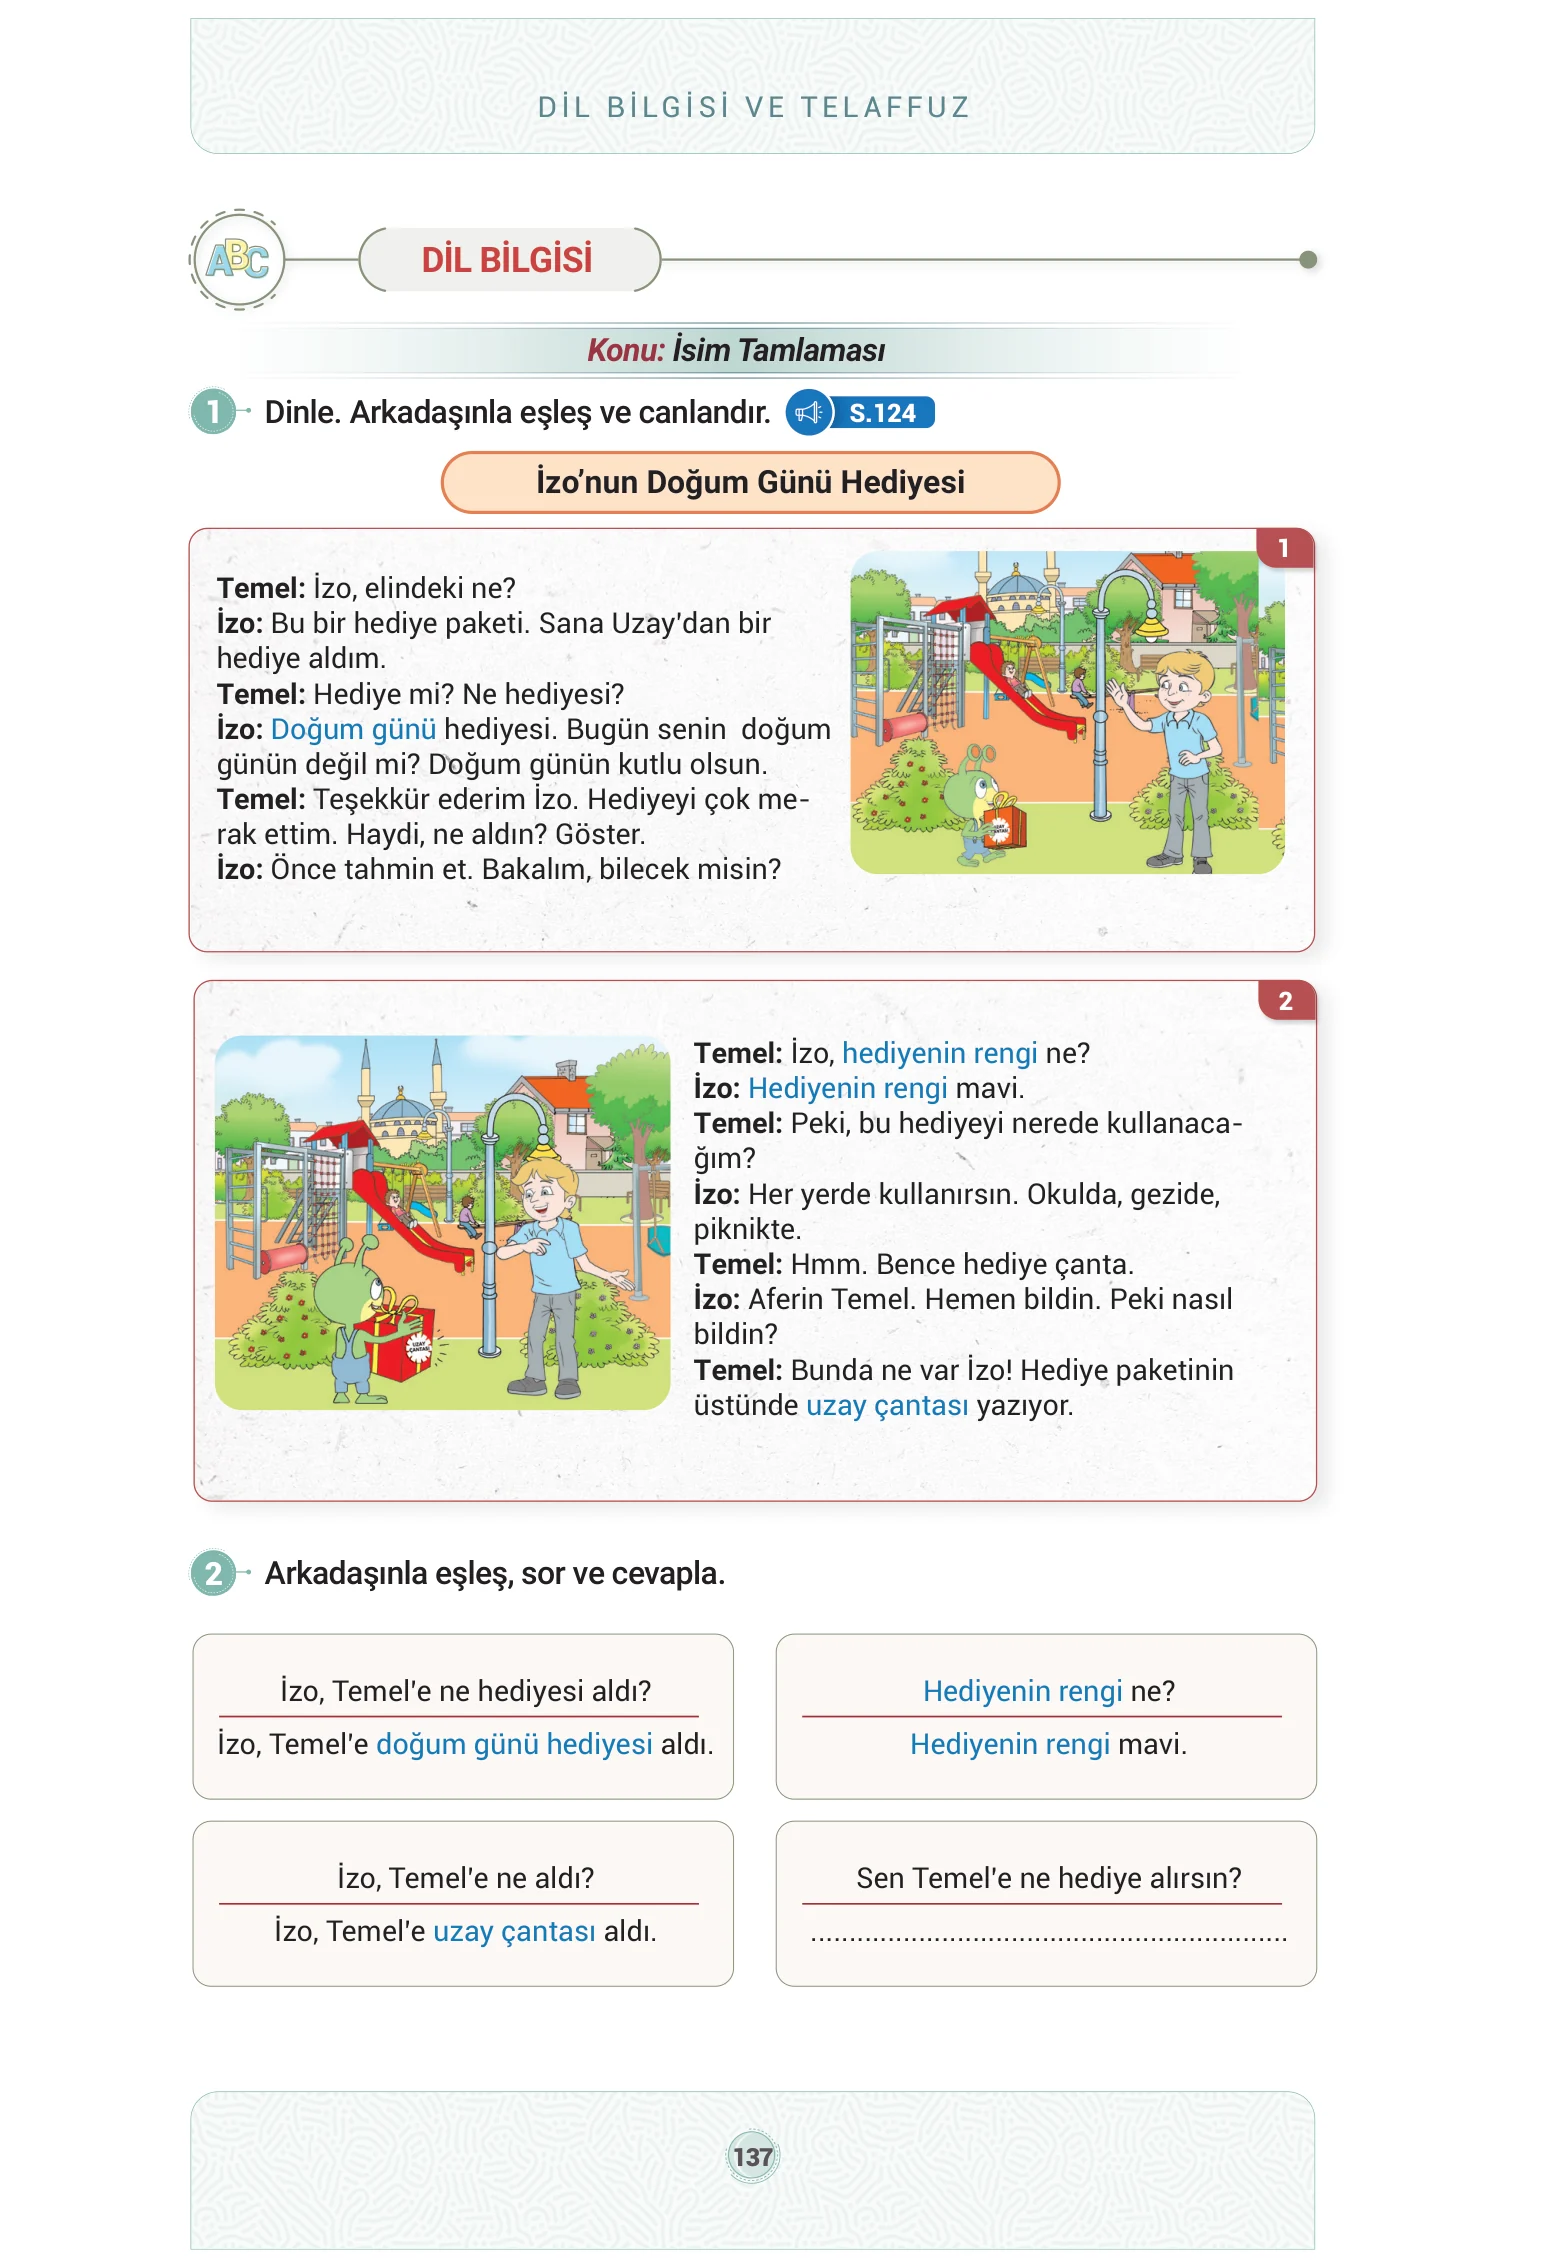 DİL BİLGİSİ VE TELAFFUZ
ABC
DİL BİLGİSİ
Konu: İsim Tamlaması
1 Dinle. Arkadaşınla eşleş ve canlandır. S.124
İzo’nun Doğum Günü Hediyesi
1
Temel: İzo, elindeki ne?
İzo: Bu bir hediye paketi. Sana Uzay'dan bir
hediye aldım.
Temel: Hediye mi? Ne hediyesi?
İzo: Doğum günü hediyesi. Bugün senin doğum
günün değil mi? Doğum günün kutlu olsun.
Temel: Teşekkür ederim İzo. Hediyeyi çok me-
rak ettim. Haydi, ne aldın? Göster.
İzo: Önce tahmin et. Bakalım, bilecek misin?
UZAY
ÇANTASI
2
Temel: İzo, hediyenin rengi ne?
İzo: Hediyenin rengi mavi.
Temel: Peki, bu hediyeyi nerede kullanaca-
ğım?
İzo: Her yerde kullanırsın. Okulda, gezide,
piknikte.
Temel: Hmm. Bence hediye çanta.
İzo: Aferin Temel. Hemen bildin. Peki nasıl
bildin?
Temel: Bunda ne var İzo! Hediye paketinin
üstünde uzay çantası yazıyor.
UZAY
ÇANTASI
2 Arkadaşınla eşleş, sor ve cevapla.
İzo, Temel'e ne hediyesi aldı?
İzo, Temel'e doğum günü hediyesi aldı.
Hediyenin rengi ne?
Hediyenin rengi mavi.
İzo, Temel'e ne aldı?
İzo, Temel'e uzay çantası aldı.
Sen Temel'e ne hediye alırsın?
..............................................................
137